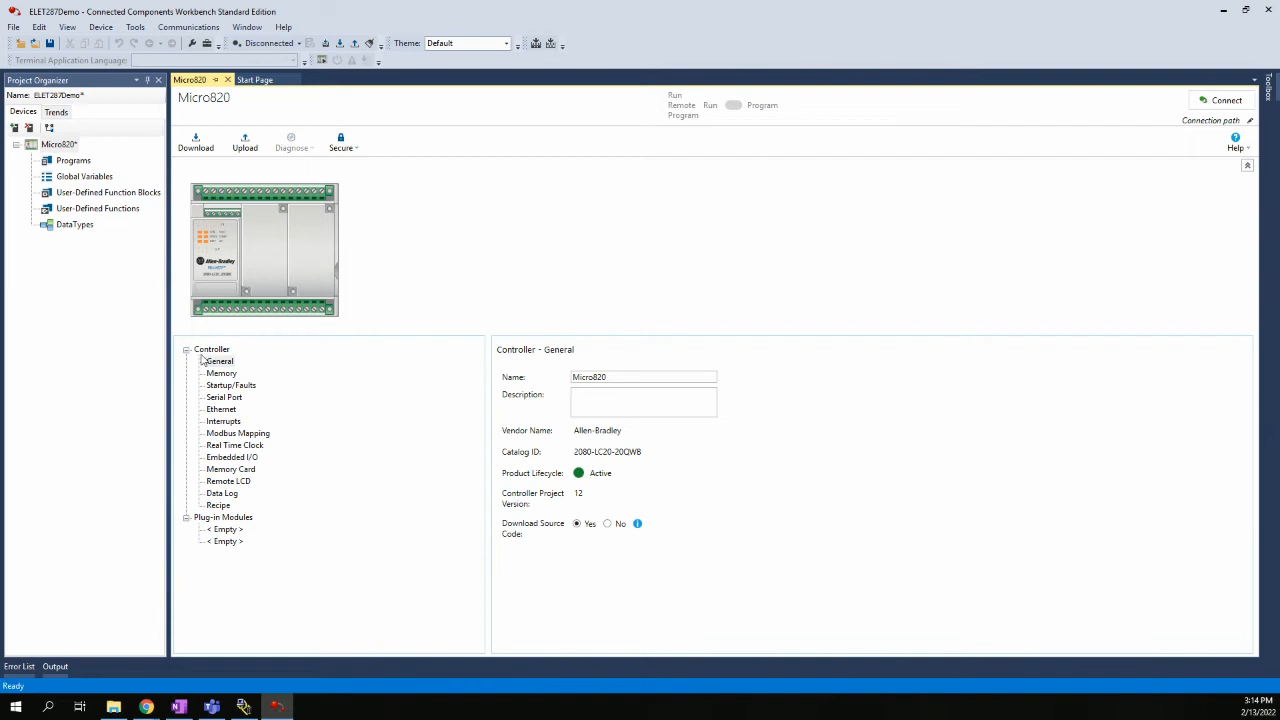 ELET287Demo - Connected Components Workbench Standard Edition
File Edit View Device Tools Communications Window Help
Disconnected Theme: Default
Terminal Application Language:
Project Organizer
Name: ELET287Demo*
Devices Trends
Micro820*
Programs
Global Variables
User-Defined Function Blocks
User-Defined Functions
DataTypes
Micro820 Start Page
Toolbox
Micro820
Run
Remote Run Program
Program
Connect
Connection path
Download Upload Diagnose Secure Help
Allen-Bradley
Controller
General
Memory
Startup/Faults
Serial Port
Ethernet
Interrupts
Modbus Mapping
Real Time Clock
Embedded I/O
Memory Card
Remote LCD
Data Log
Recipe
Plug-in Modules
< Empty >
< Empty >
Controller - General
Name: Micro820
Description:
Vendor Name: Allen-Bradley
Catalog ID: 2080-LC20-20QWB
Product Lifecycle: Active
Controller Project 12
Version:
Download Source Yes No
Code:
Error List Output
Ready
3:14 PM
2/13/2022